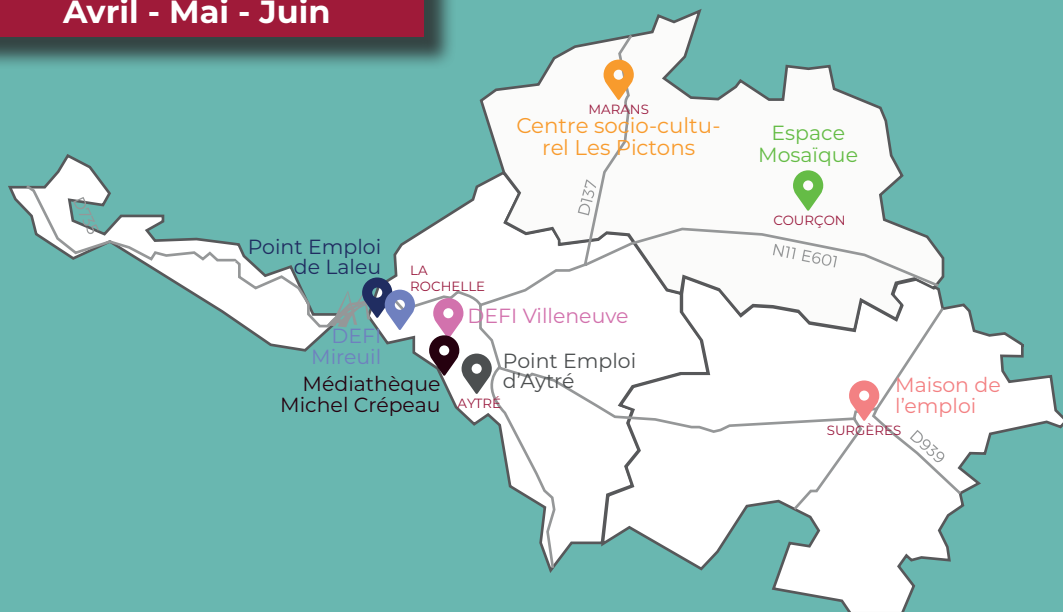 Avril - Mai - Juin
MARANS
Centre socio-cultu-
rel Les Pictons
Espace
Mosaïque
COURÇON
D137
N11 E601
Point Emploi
de Laleu
LA
ROCHELLE
DEFI Villeneuve
DEFI
Mireuil
Point Emploi
d'Aytré
Médiathèque
Michel Crépeau
AYTRÉ
Maison de
l'emploi
SURGÈRES
D939